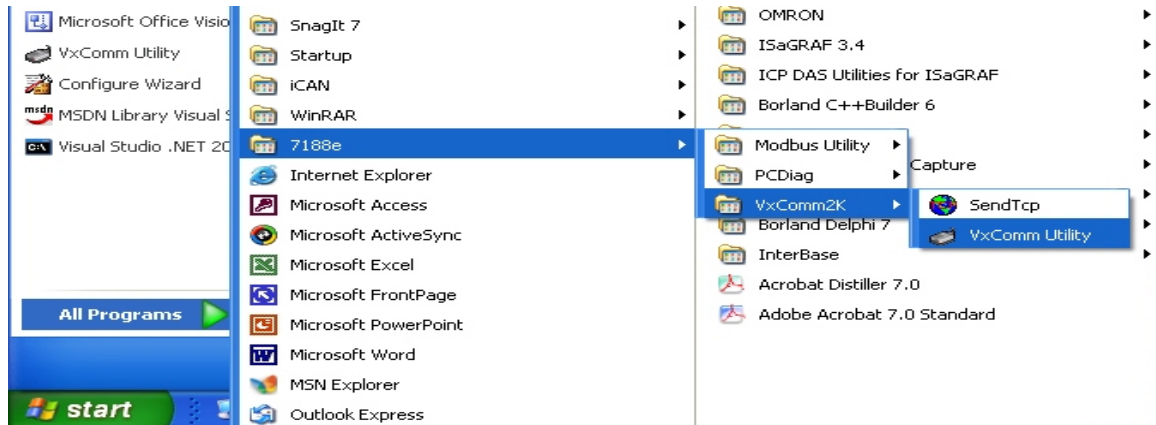 Microsoft Office Visio
VxComm Utility
Configure Wizard
msdn MSDN Library Visual S
Visual Studio .NET 20
All Programs
start
SnagIt 7
Startup
iCAN
WinRAR
7188e
Internet Explorer
Microsoft Access
Microsoft ActiveSync
Microsoft Excel
Microsoft FrontPage
Microsoft PowerPoint
Microsoft Word
MSN Explorer
Outlook Express
OMRON
ISaGRAF 3.4
ICP DAS Utilities for ISaGRAF
Borland C++Builder 6
Capture
Borland Delphi 7
InterBase
Acrobat Distiller 7.0
Adobe Acrobat 7.0 Standard
Modbus Utility
PCDiag
VxComm2K
SendTcp
VxComm Utility